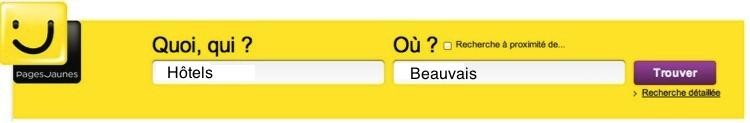 Quoi, qui ?
Où ? Recherche à proximité de...
PagesJaunes
Hôtels
Beauvais
Trouver
> Recherche détaillée